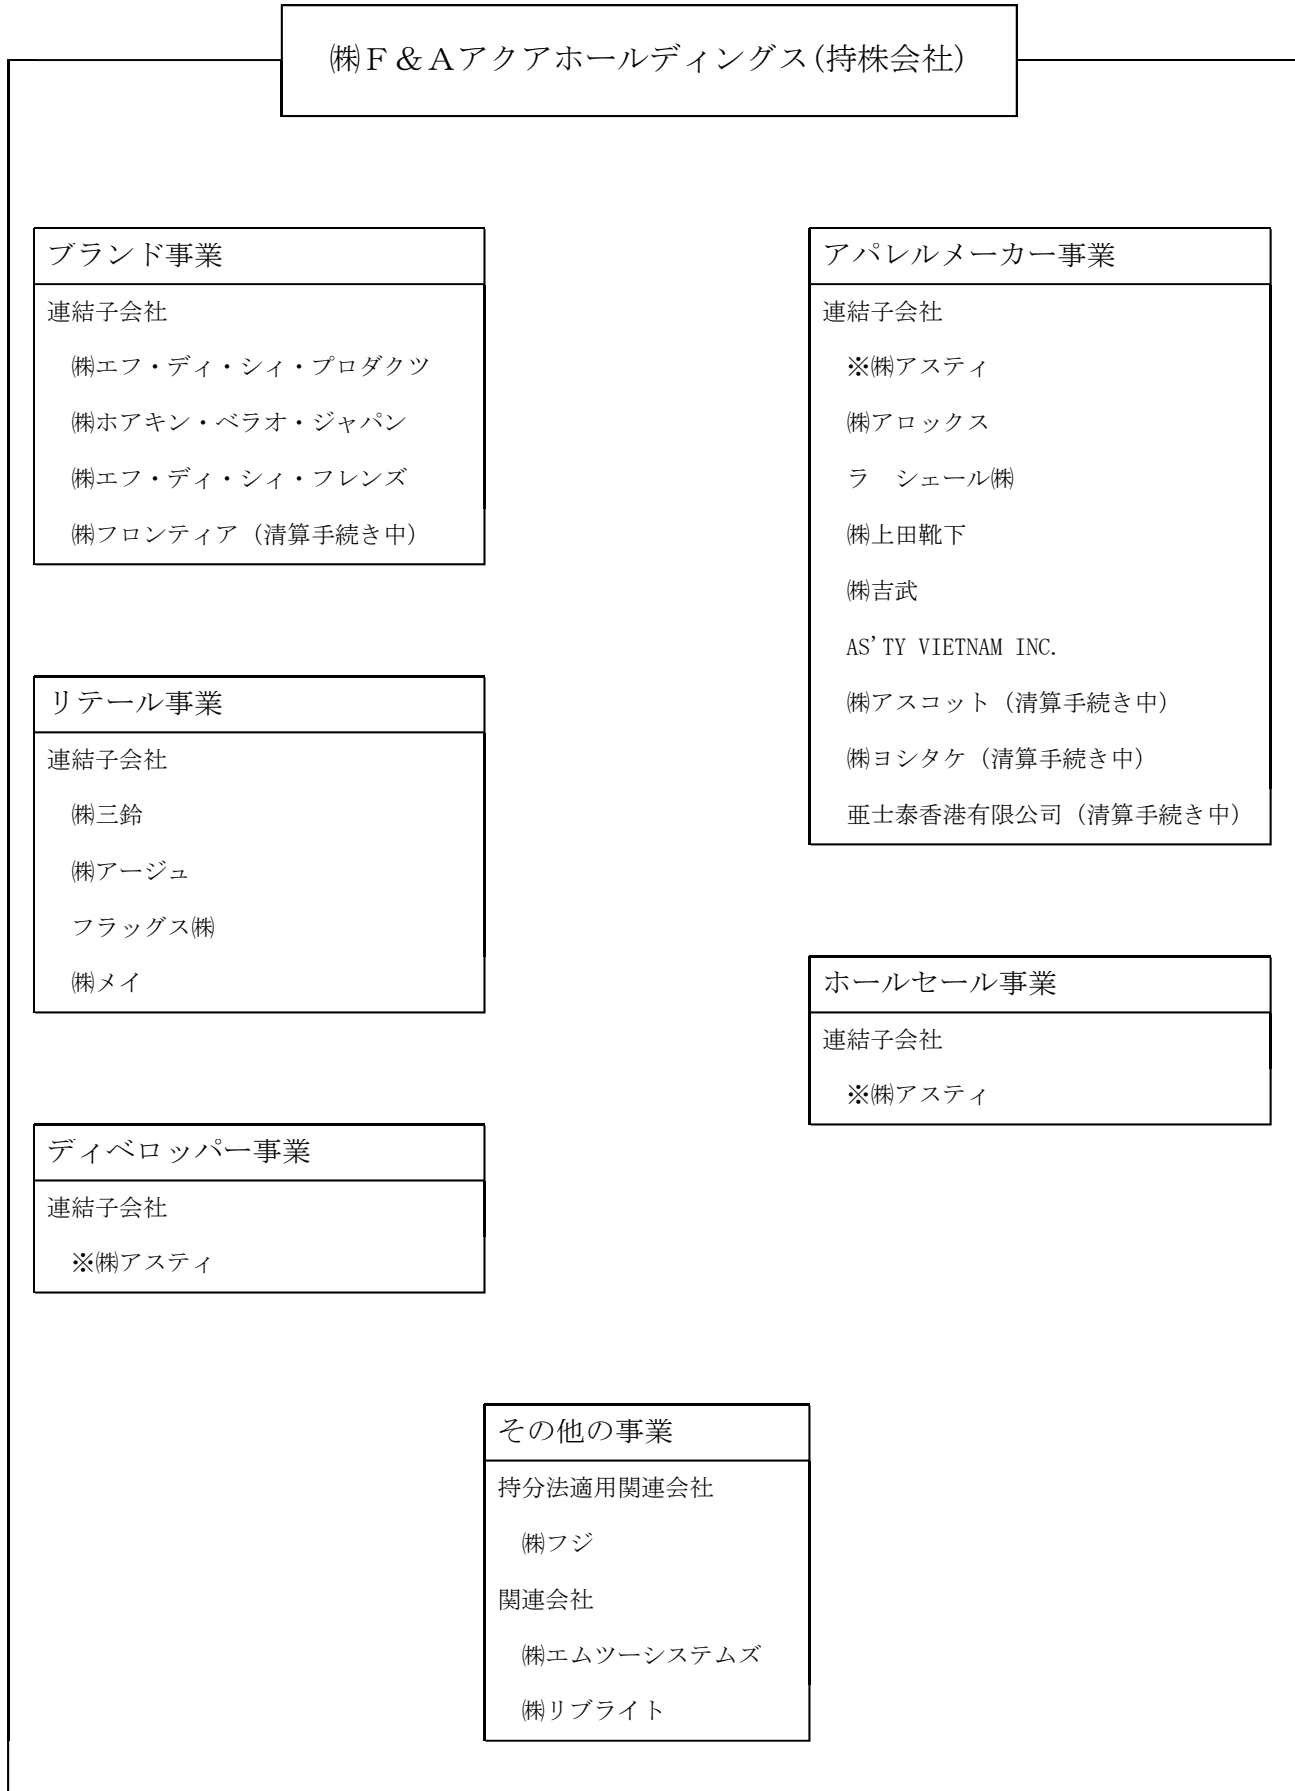 ㈱Ｆ＆Ａアクアホールディングス(持株会社)
ブランド事業
連結子会社
㈱エフ・ディ・シィ・プロダクツ
㈱ホアキン・ベラオ・ジャパン
㈱エフ・ディ・シィ・フレンズ
㈱フロンティア（清算手続き中）
リテール事業
連結子会社
㈱三鈴
㈱アージュ
フラッグス㈱
㈱メイ
ディベロッパー事業
連結子会社
※㈱アスティ
アパレルメーカー事業
連結子会社
※㈱アスティ
㈱アロックス
ラ　シェール㈱
㈱上田靴下
㈱吉武
AS'TY VIETNAM INC.
㈱アスコット（清算手続き中）
㈱ヨシタケ（清算手続き中）
亜士泰香港有限公司（清算手続き中）
ホールセール事業
連結子会社
※㈱アスティ
その他の事業
持分法適用関連会社
㈱フジ
関連会社
㈱エムツーシステムズ
㈱リブライト